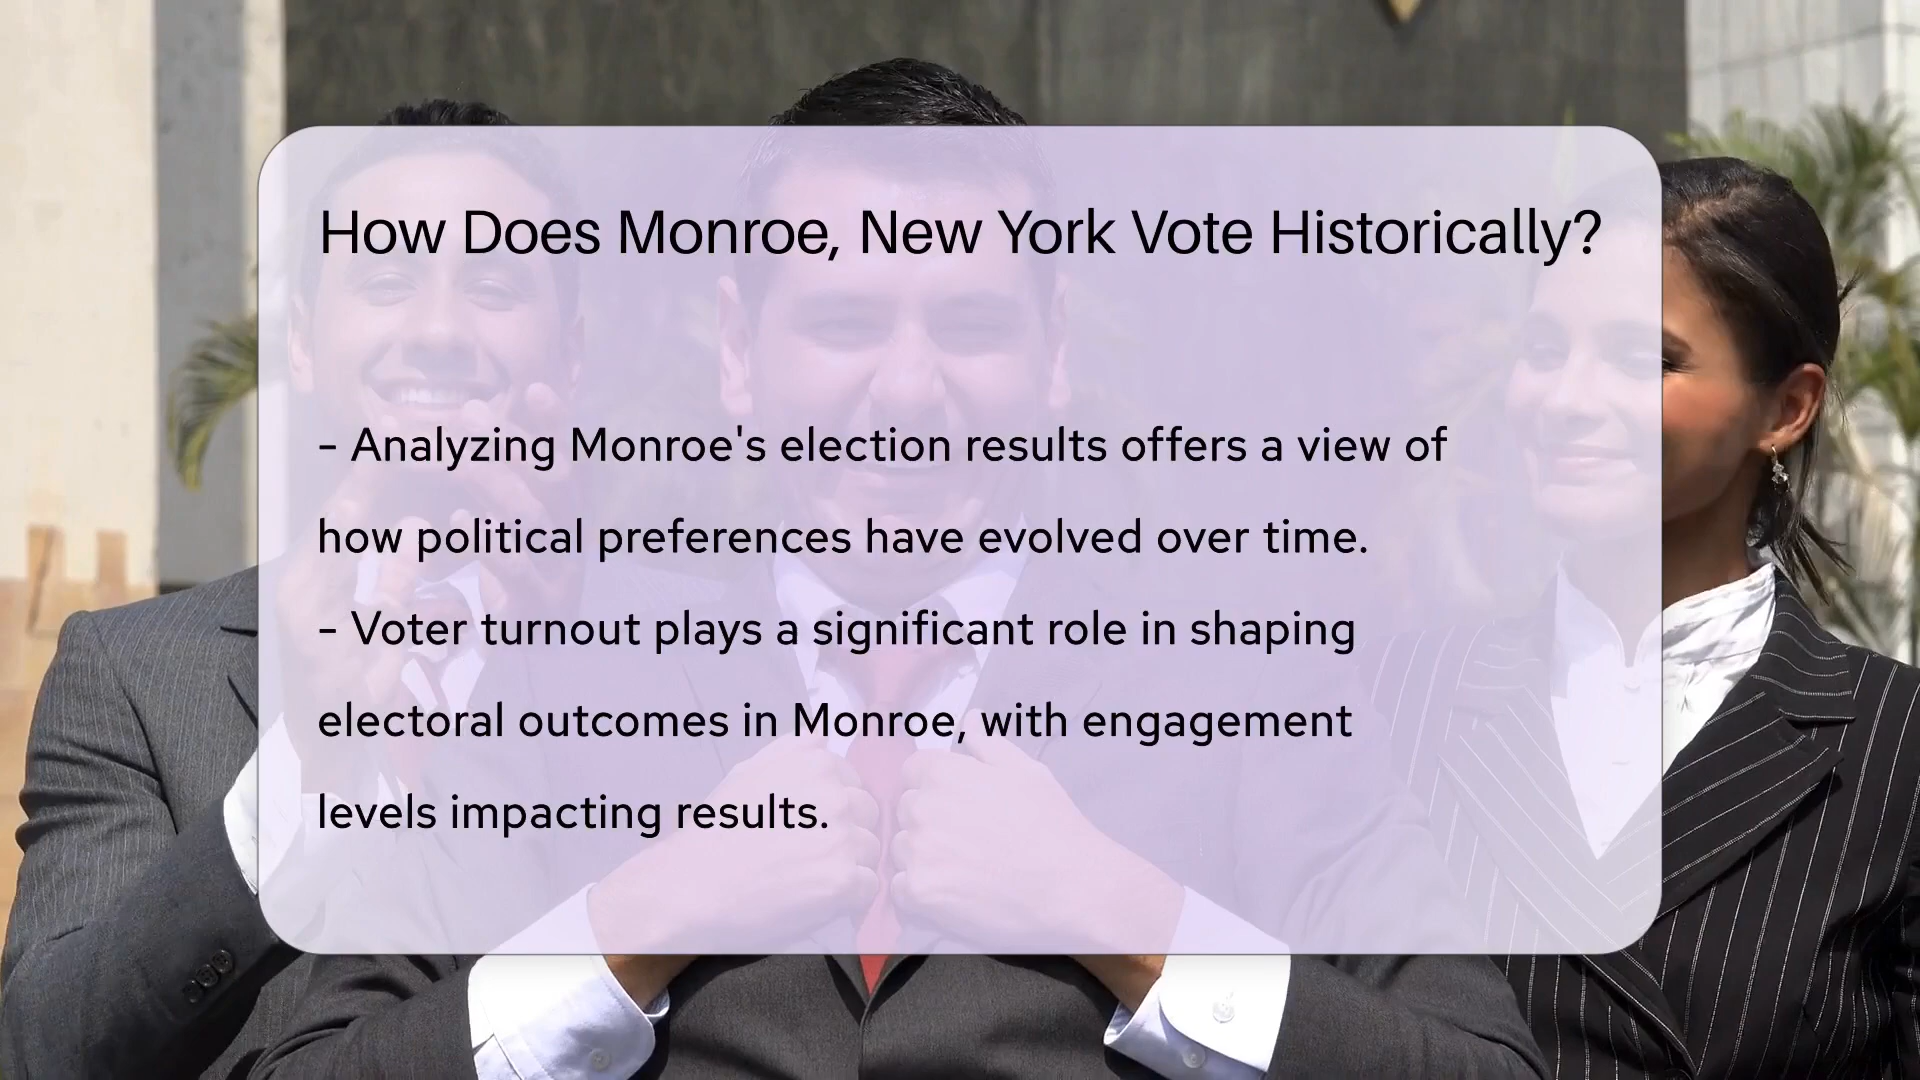 How Does Monroe, New York Vote Historically?
- Analyzing Monroe's election results offers a view of
how political preferences have evolved over time.
- Voter turnout plays a significant role in shaping
electoral outcomes in Monroe, with engagement
levels impacting results.